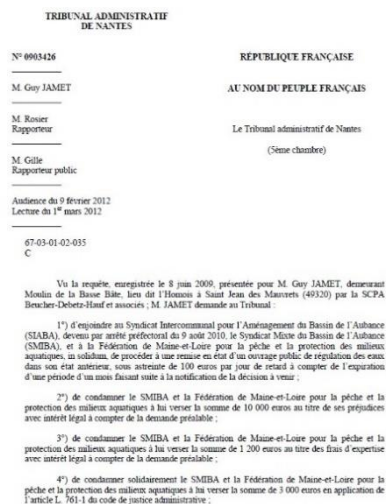 TRIBUNAL ADMINISTRATIF
DE NANTES
N° 0903426
M. Guy JAMET
M. Rosier
Rapporteur
M. Gille
Rapporteur public
Audience du 9 février 2012
Lecture du 1er mars 2012
67-03-01-02-035
C
RÉPUBLIQUE FRANÇAISE
AU NOM DU PEUPLE FRANÇAIS
Le Tribunal administratif de Nantes
(5ème chambre)
Vu la requête, enregistrée le 8 juin 2009, présentée pour M. Guy JAMET, demeurant
Moulin de la Basse Bâte, lieu dit l'Homois à Saint Jean des Mauvrets (49320) par la SCPA
Beucher-Debetz-Hauf et associés ; M. JAMET demande au Tribunal :
1°) d'enjoindre au Syndicat Intercommunal pour l'Aménagement du Bassin de l'Aubance
(SIABA), devenu par arrêté préfectoral du 9 août 2010, le Syndicat Mixte du Bassin de l'Aubance
(SMIBA), et à la Fédération de Maine-et-Loire pour la pêche et la protection des milieux
aquatiques, in solidum, de procéder à une remise en état d'un ouvrage public de régulation des eaux
dans son état antérieur, sous astreinte de 100 euros par jour de retard à compter de l'expiration
d'une période d'un mois faisant suite à la notification de la décision à venir ;
2°) de condamner le SMIBA et la Fédération de Maine-et-Loire pour la pêche et la
protection des milieux aquatiques à lui verser la somme de 10 000 euros au titre de ses préjudices
avec intérêt légal à compter de la demande préalable ;
3°) de condamner le SMIBA et la Fédération de Maine-et-Loire pour la pêche et la
protection des milieux aquatiques à lui verser la somme de 1 200 euros au titre des frais d'expertise
avec intérêt légal à compter de la demande préalable ;
4°) de condamner solidairement le SMIBA et la Fédération de Maine-et-Loire pour la
pêche et la protection des milieux aquatiques à lui verser la somme de 3 000 euros en application de
l'article L. 761-1 du code de justice administrative ;